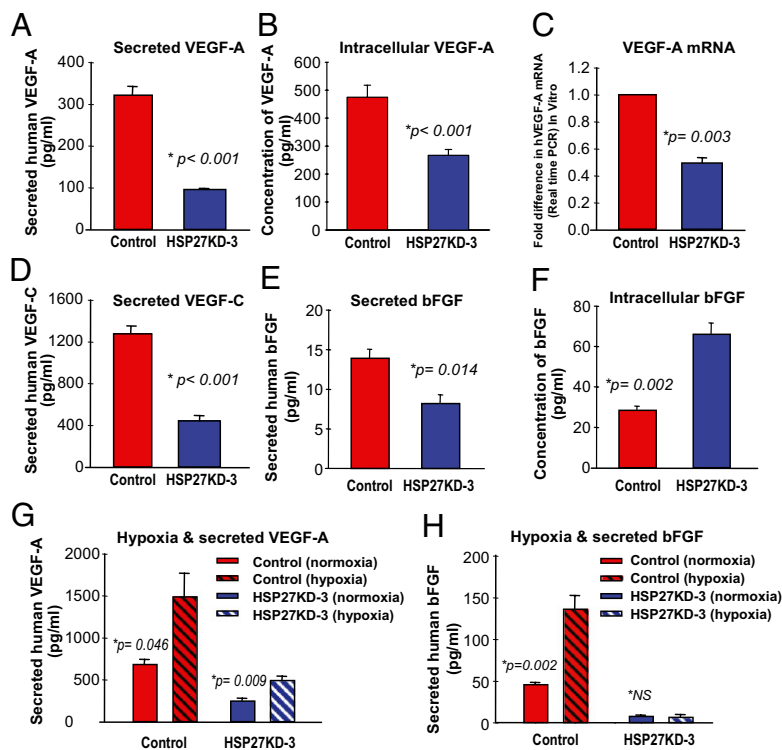 A
Secreted VEGF-A
Secreted human VEGF-A
(pg/ml)
400
300
200
100
0
* p< 0.001
Control
HSP27KD-3
B
Intracellular VEGF-A
Concentration of VEGF-A
(pg/ml)
600
500
400
300
200
100
0
*p< 0.001
Control
HSP27KD-3
C
VEGF-A mRNA
Fold difference in hVEGF-A mRNA
(Real time PCR) In Vitro
1.2
1.0
0.8
0.6
0.4
0.2
0
*p= 0.003
Control
HSP27KD-3
D
Secreted VEGF-C
Secreted human VEGF-C
(pg/ml)
1600
1200
800
400
0
* p< 0.001
Control
HSP27KD-3
E
Secreted bFGF
Secreted human bFGF
(pg/ml)
20
15
10
5
0
*p= 0.014
Control
HSP27KD-3
F
Intracellular bFGF
Concentration of bFGF
(pg/ml)
80
60
40
20
0
*p= 0.002
Control
HSP27KD-3
G
Hypoxia & secreted VEGF-A
Secreted human VEGF-A
(pg/ml)
2000
1500
1000
500
0
Control (normoxia)
Control (hypoxia)
HSP27KD-3 (normoxia)
HSP27KD-3 (hypoxia)
*p= 0.046
*p= 0.009
Control
HSP27KD-3
H
Hypoxia & secreted bFGF
Secreted human bFGF
(pg/ml)
200
150
100
50
0
Control (normoxia)
Control (hypoxia)
HSP27KD-3 (normoxia)
HSP27KD-3 (hypoxia)
*p=0.002
*NS
Control
HSP27KD-3